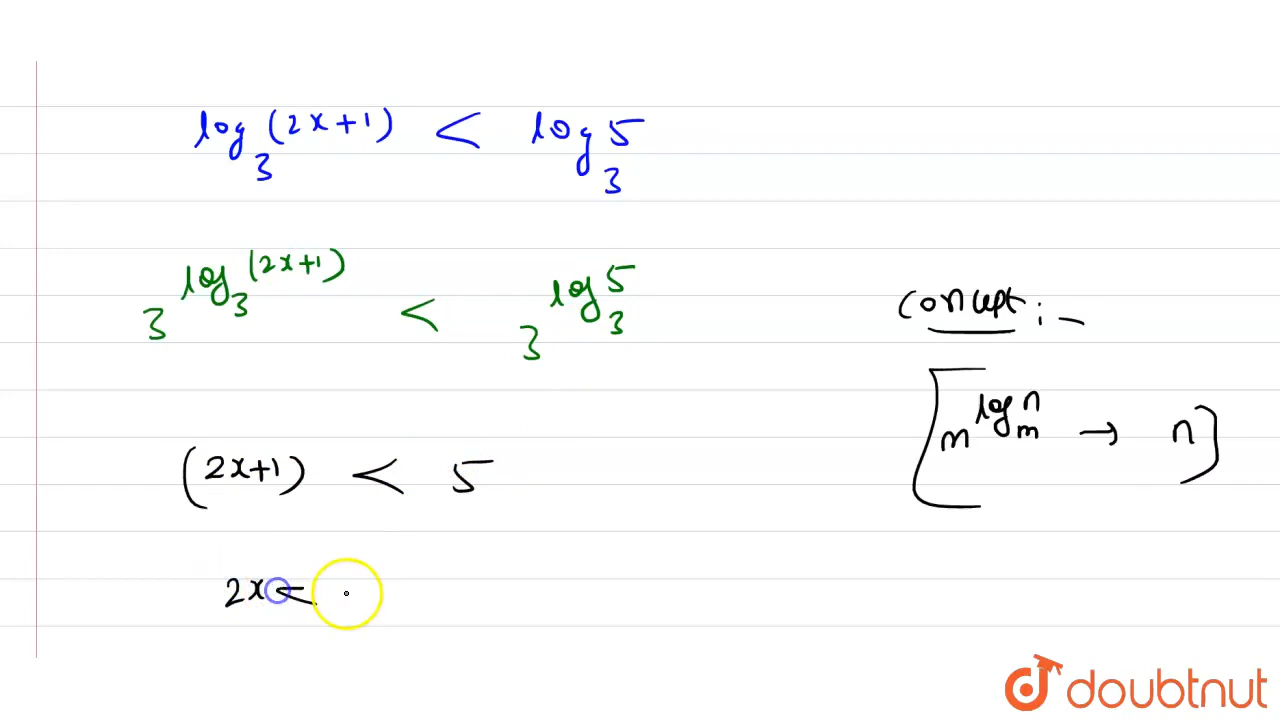 log₃(2x+1) < log₃5
3^log₃(2x+1) < 3^log₃5
concept :-
[m^logₘn → n]
(2x+1) < 5
2x <
doubtnut